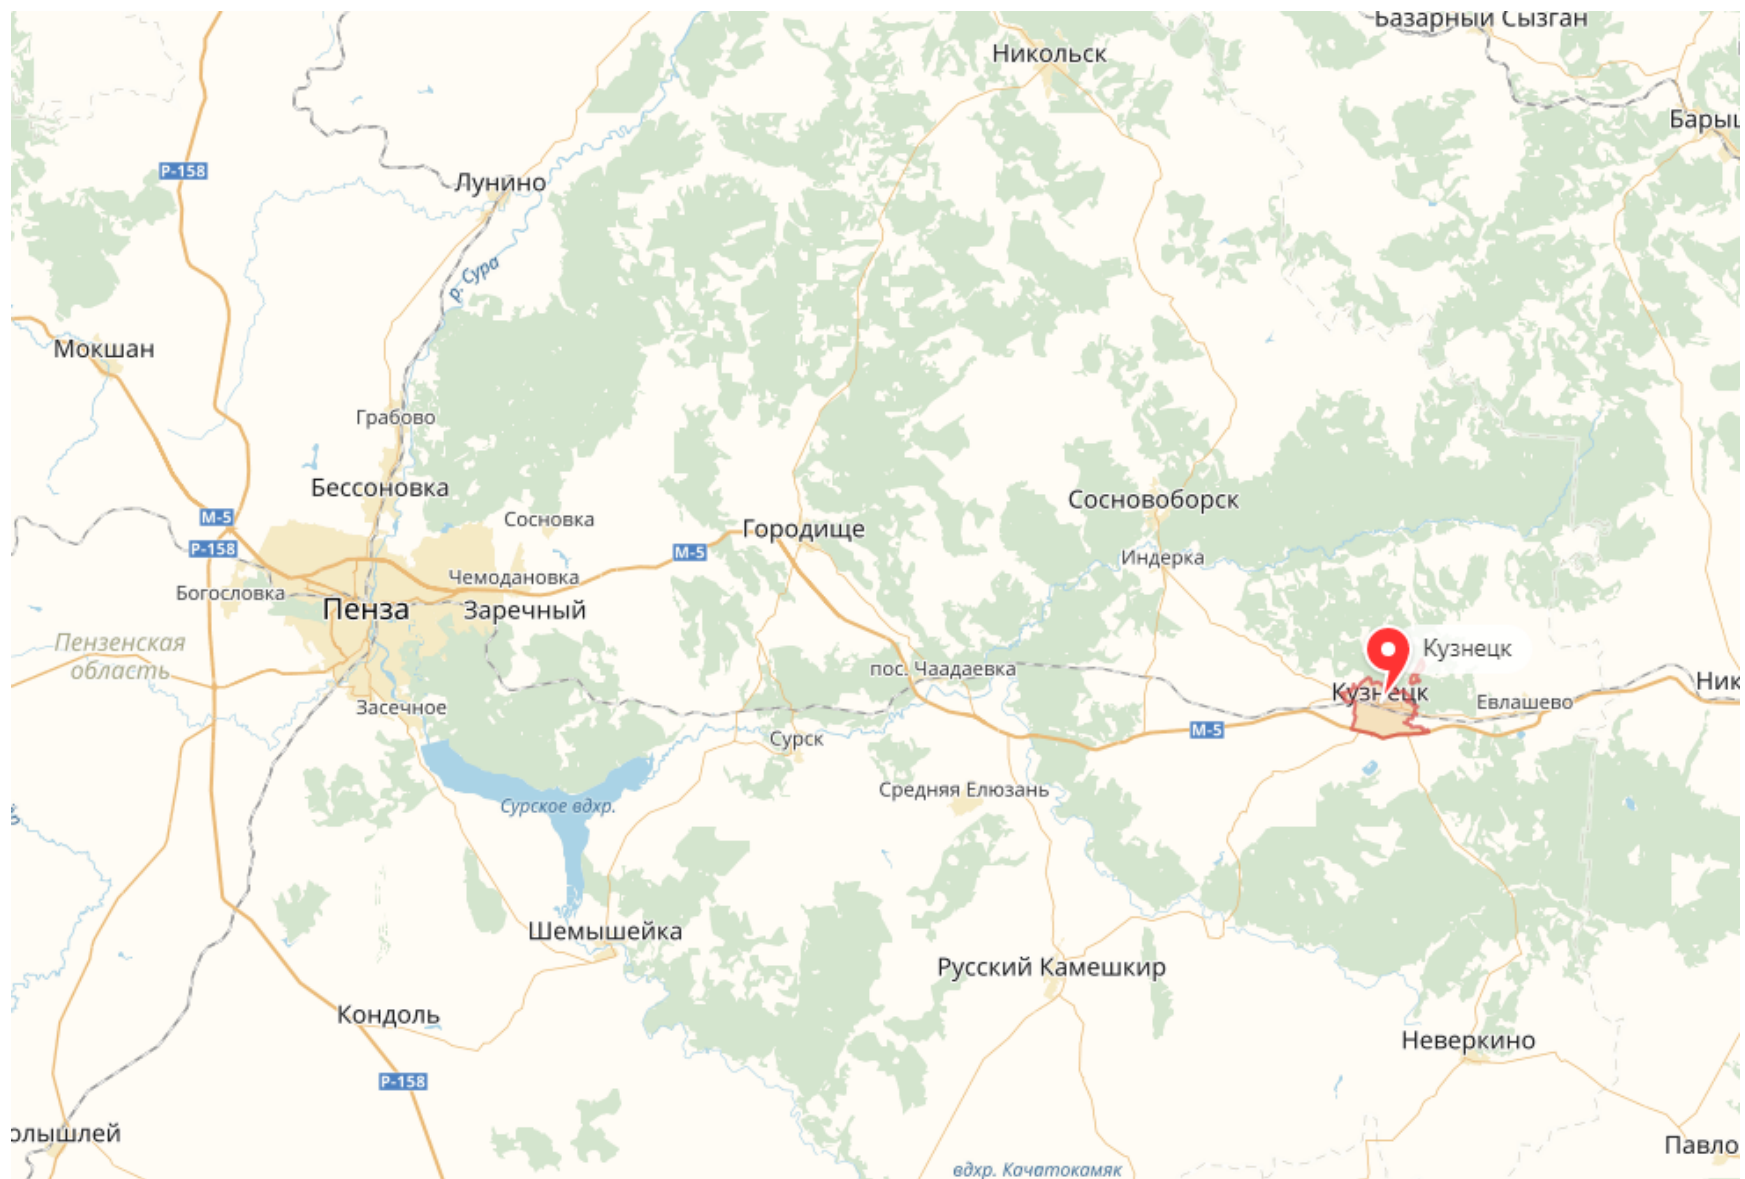 Базарный Сызган
Никольск
Барыш
Р-158
Лунино
р. Сура
Мокшан
Грабово
Бессоновка
Сосновоборск
М-5
Сосновка
Городище
Р-158
М-5
Индерка
Чемодановка
Богословка
Пенза
Заречный
Пензенская
область
Кузнецк
пос. Чаадаевка
Ник
Кузнецк
Евлашево
Засечное
М-5
Сурск
Средняя Елюзань
Сурское вдхр.
Шемышейка
Русский Камешкир
Кондоль
Неверкино
Р-158
олышлей
Павло
вдхр. Качатокамяк